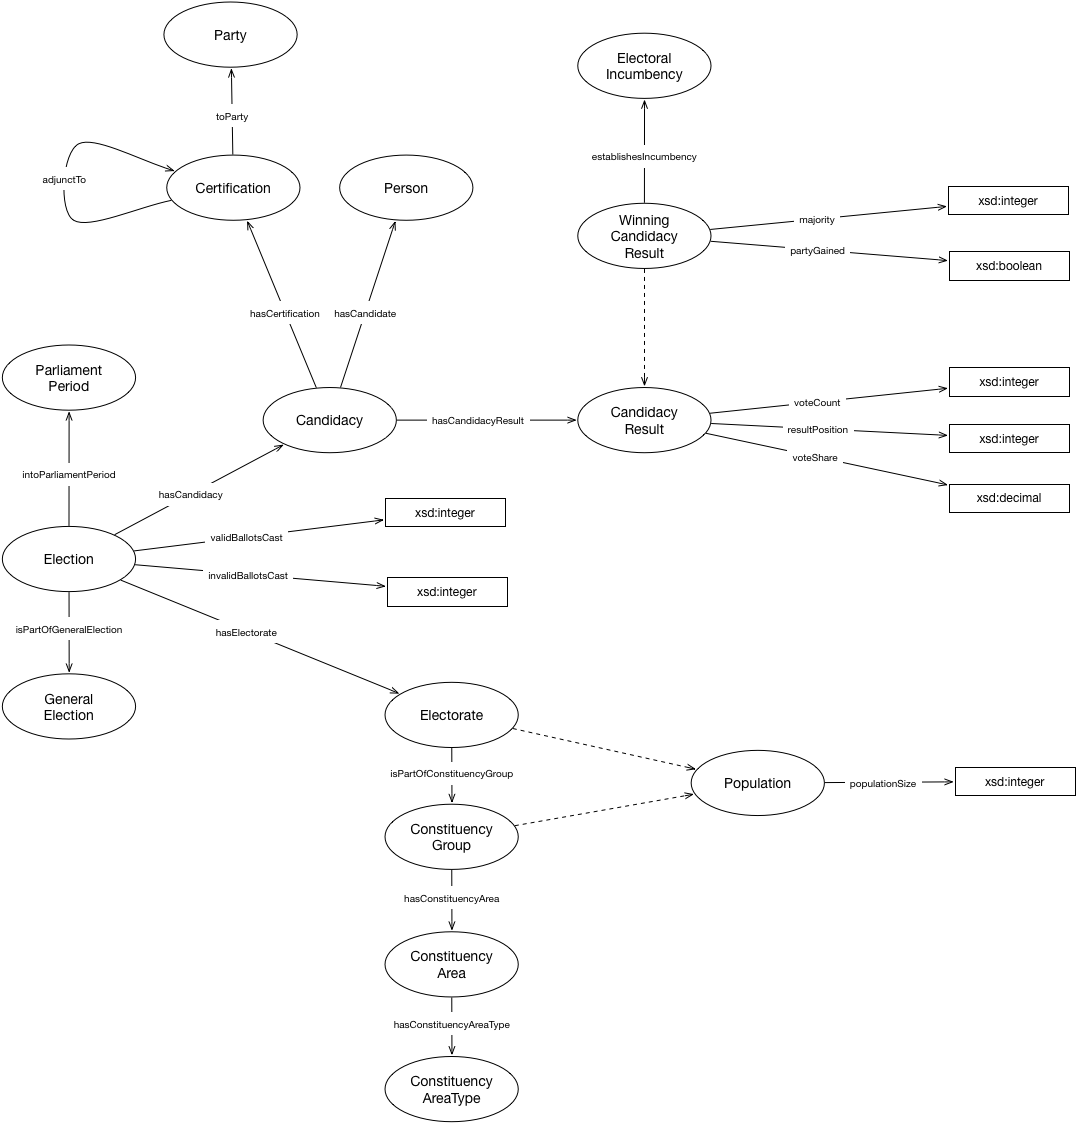 Party
Electoral
Incumbency
toParty
establishesIncumbency
adjunctTo
Certification
Person
xsd:integer
Winning
Candidacy
Result
majority
partyGained
xsd:boolean
hasCertification
hasCandidate
Parliament
Period
xsd:integer
voteCount
Candidacy
hasCandidacyResult
Candidacy
Result
resultPosition
xsd:integer
voteShare
xsd:decimal
intoParliamentPeriod
hasCandidacy
xsd:integer
validBallotsCast
Election
invalidBallotsCast
xsd:integer
isPartOfGeneralElection
hasElectorate
General
Election
Electorate
isPartOfConstituencyGroup
Population
populationSize
xsd:integer
Constituency
Group
hasConstituencyArea
Constituency
Area
hasConstituencyAreaType
Constituency
AreaType